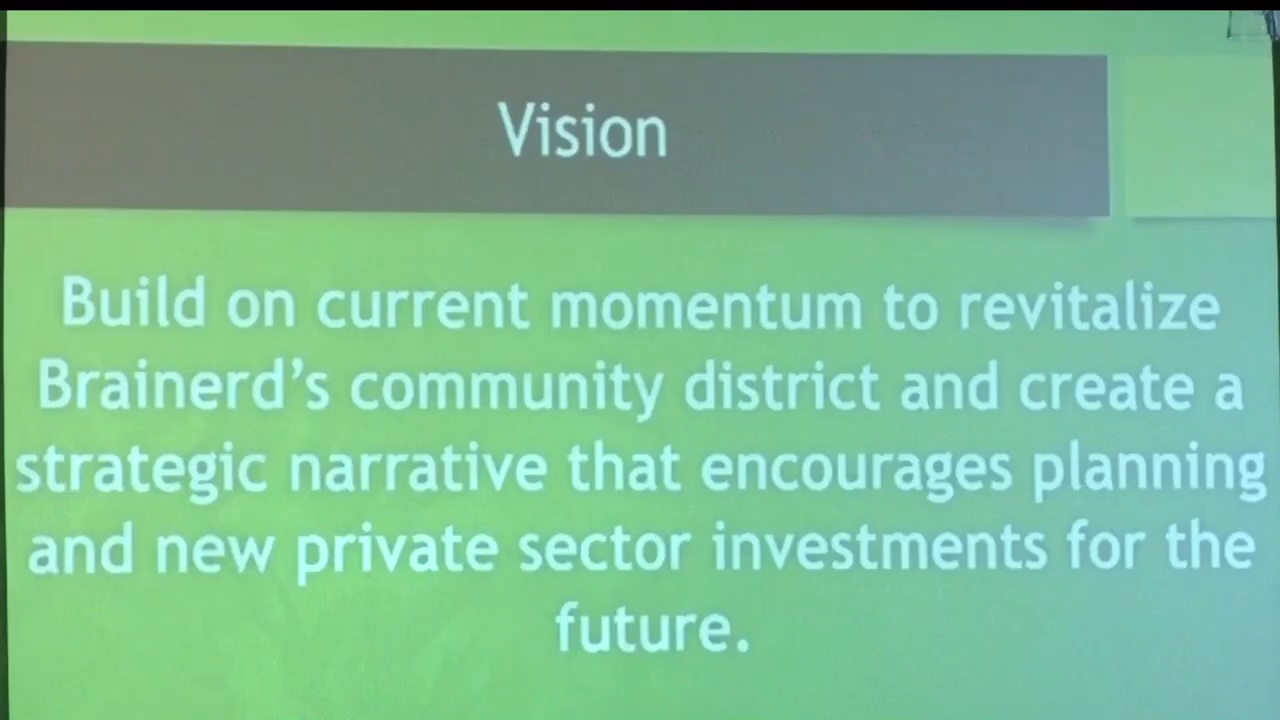 Vision
Build on current momentum to revitalize
Brainerd’s community district and create a
strategic narrative that encourages planning
and new private sector investments for the
future.